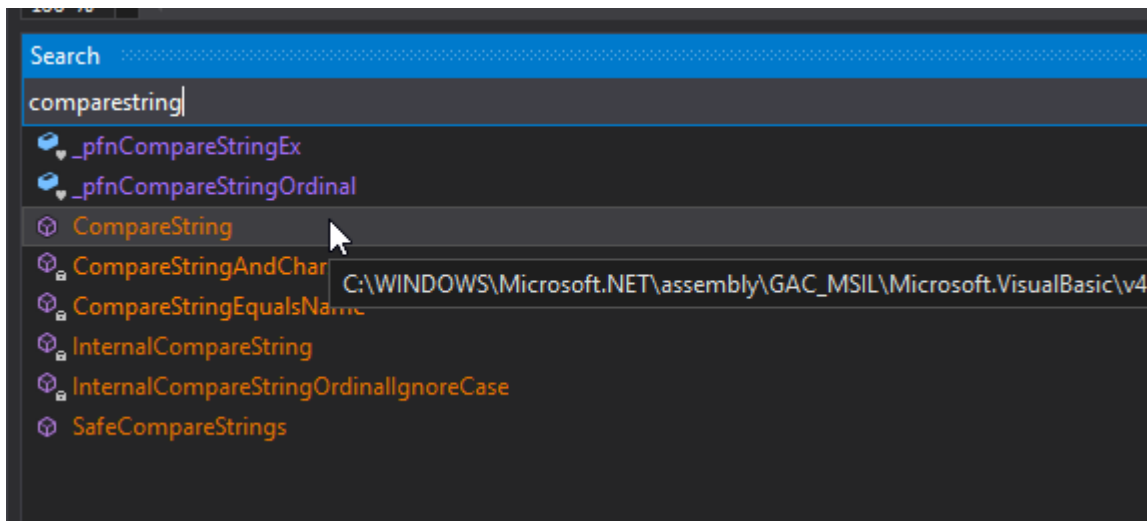 Search
comparestring
_pfnCompareStringEx
_pfnCompareStringOrdinal
CompareString
CompareStringAndChar
C:\WINDOWS\Microsoft.NET\assembly\GAC_MSIL\Microsoft.VisualBasic\v4
CompareStringEqualsName
InternalCompareString
InternalCompareStringOrdinalIgnoreCase
SafeCompareStrings